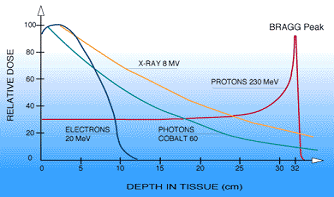 BRAGG Peak
100
X-RAY 8 MV
80
PROTONS 230 MeV
60
RELATIVE DOSE
40
ELECTRONS
20 MeV
PHOTONS
COBALT 60
20
0
0 5 10 15 20 25 30 32
DEPTH IN TISSUE (cm)